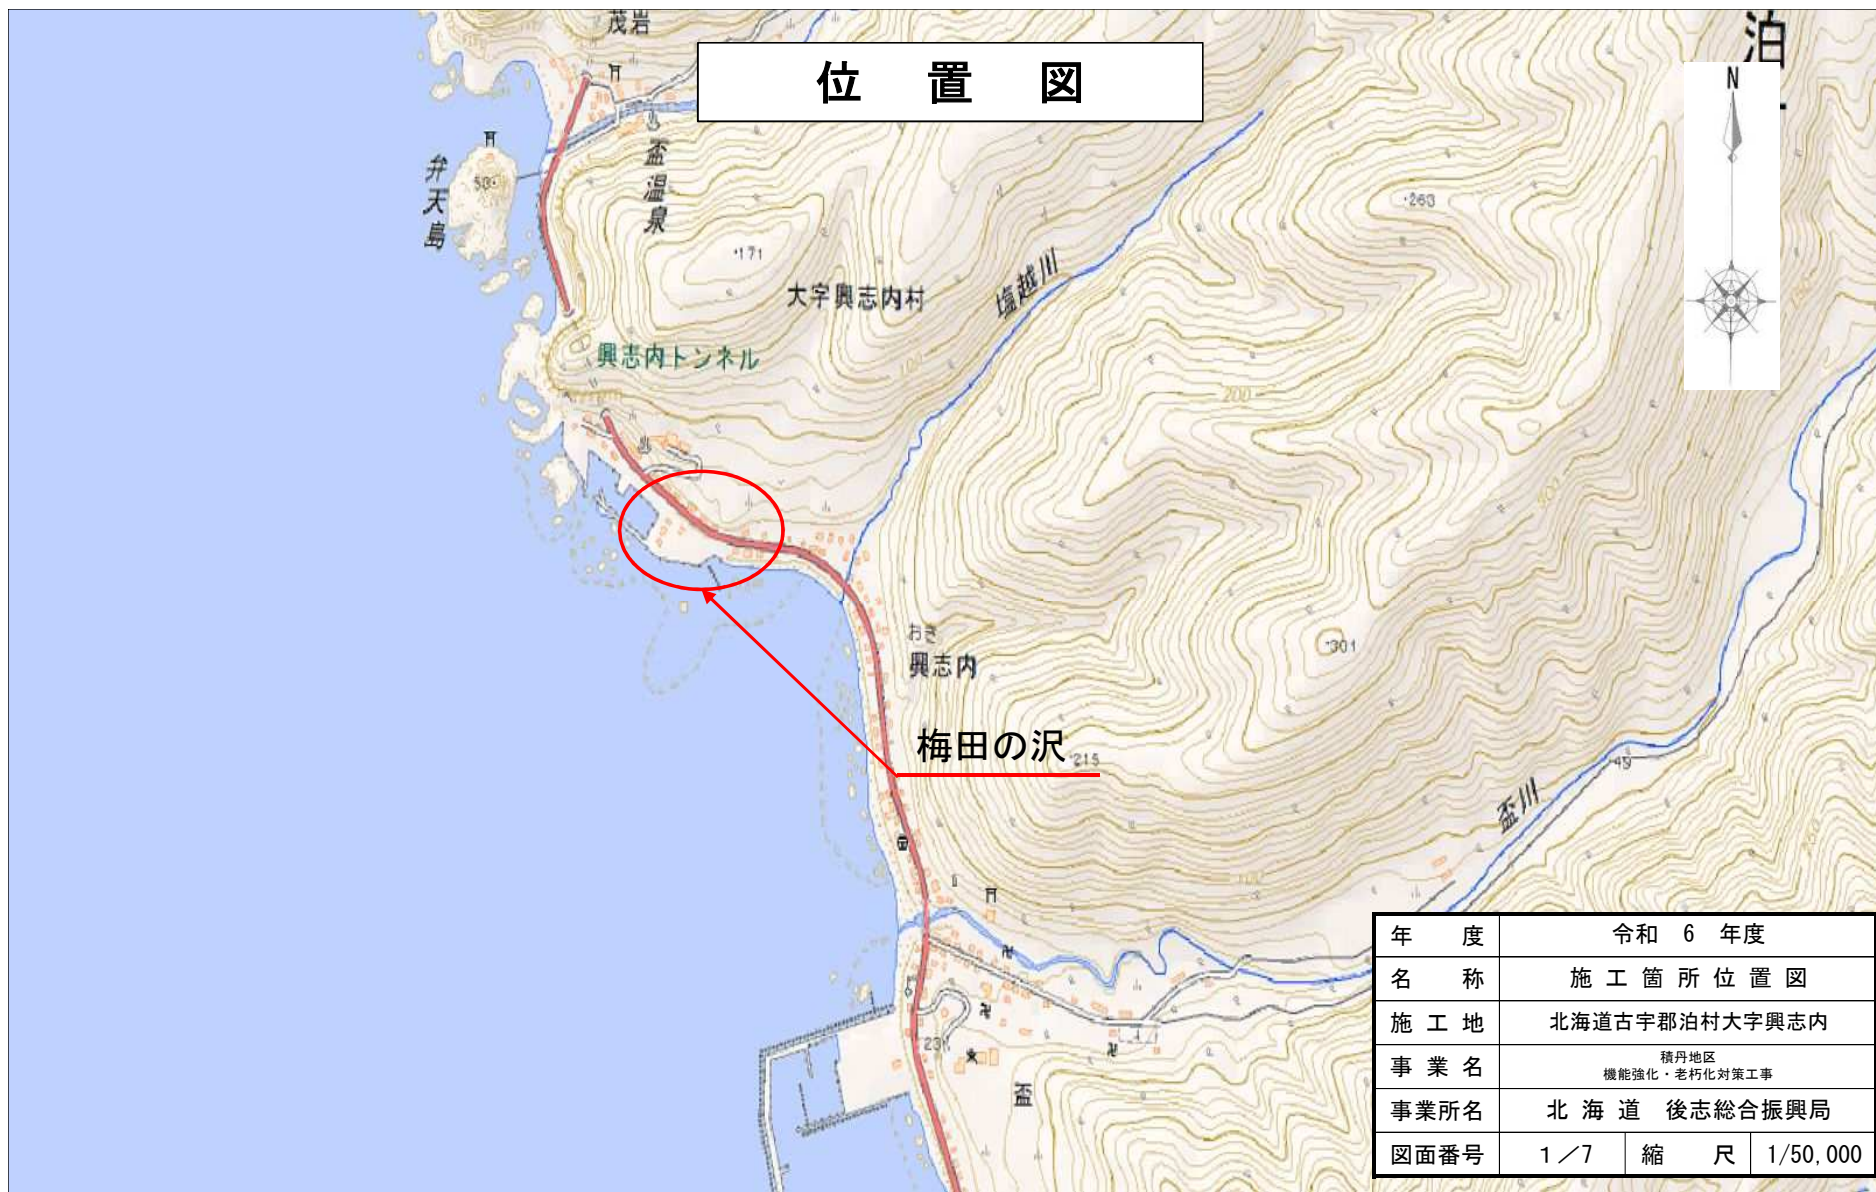 茂岩
泊
位 置 図
N
弁天島
盃温泉
・263
・171
大字興志内村
塩越川
興志内トンネル
100
200
・301
おき
興志内
梅田の沢
・215
49
盃川
盃
年 度 令和 6 年度
名 称 施 工 箇 所 位 置 図
施 工 地 北海道古宇郡泊村大字興志内
事 業 名 積丹地区
機能強化・老朽化対策工事
事業所名 北 海 道 後志総合振興局
図面番号 1／7 縮 尺 1/50,000